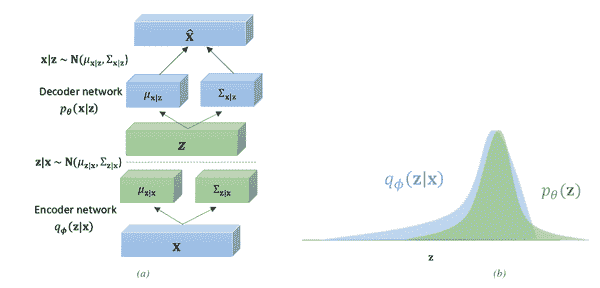 x̂
x|z ~ N(μx|z, Σx|z)
Decoder network
pθ(x|z)
μx|z
Σx|z
z
z|x ~ N(μz|x, Σz|x)
μz|x
Σz|x
Encoder network
qϕ(z|x)
x
(a)
qϕ(z|x)
pθ(z)
z
(b)